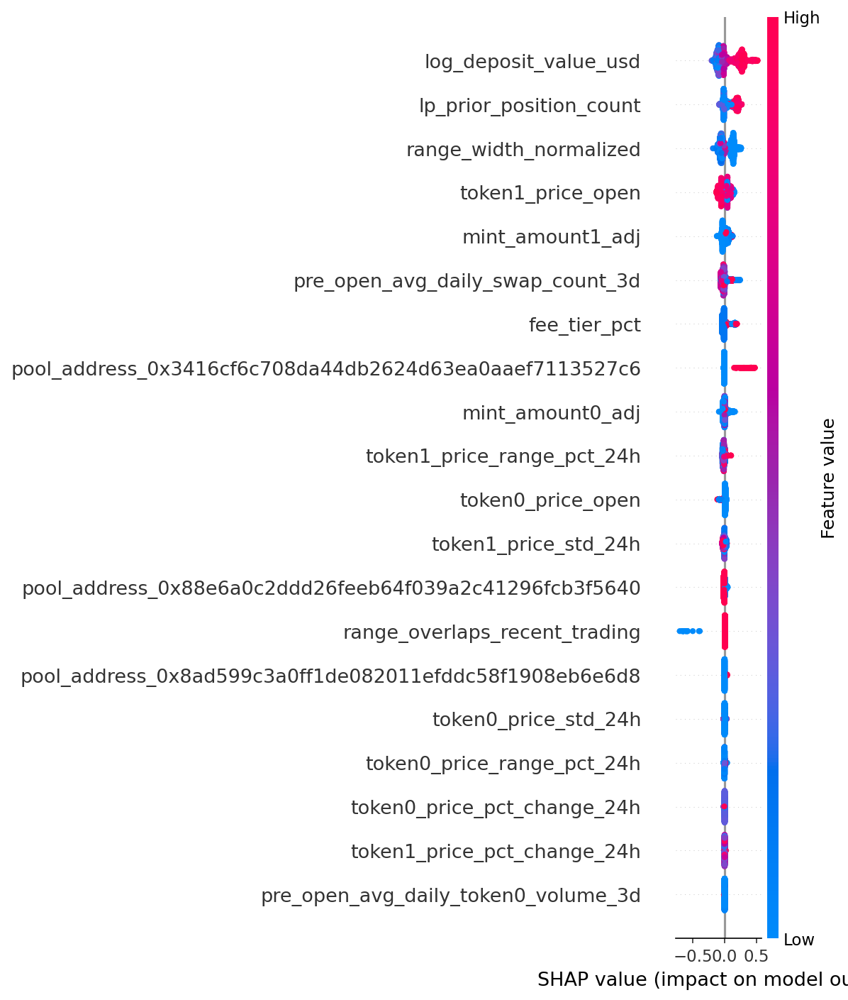 High
log_deposit_value_usd
lp_prior_position_count
range_width_normalized
token1_price_open
mint_amount1_adj
pre_open_avg_daily_swap_count_3d
fee_tier_pct
pool_address_0x3416cf6c708da44db2624d63ea0aaef7113527c6
mint_amount0_adj
token1_price_range_pct_24h
token0_price_open
token1_price_std_24h
pool_address_0x88e6a0c2ddd26feeb64f039a2c41296fcb3f5640
range_overlaps_recent_trading
pool_address_0x8ad599c3a0ff1de082011efddc58f1908eb6e6d8
token0_price_std_24h
token0_price_range_pct_24h
token0_price_pct_change_24h
token1_price_pct_change_24h
pre_open_avg_daily_token0_volume_3d
Feature value
Low
−0.5 0.0 0.5
SHAP value (impact on model ou